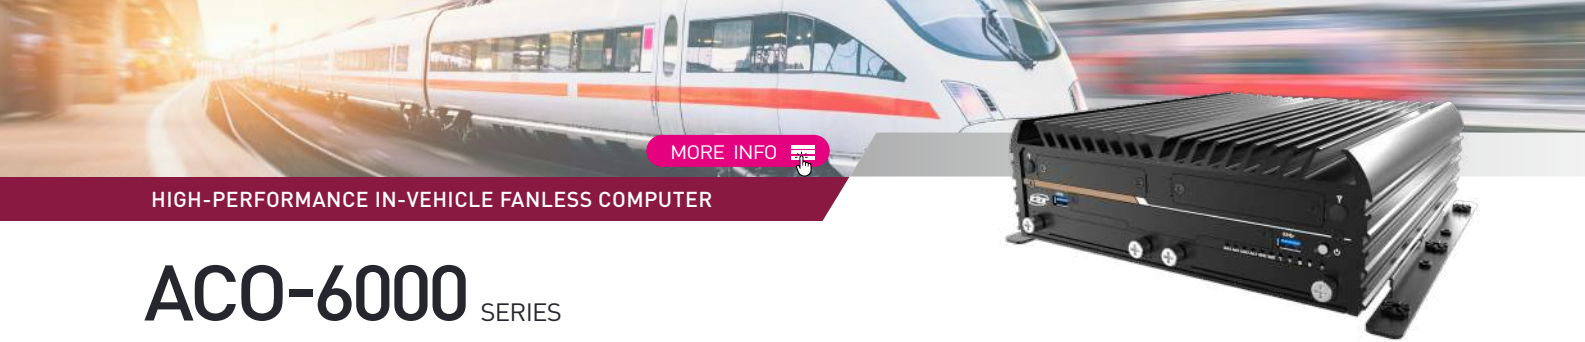 MORE INFO
HIGH-PERFORMANCE IN-VEHICLE FANLESS COMPUTER
ACO-6000 SERIES